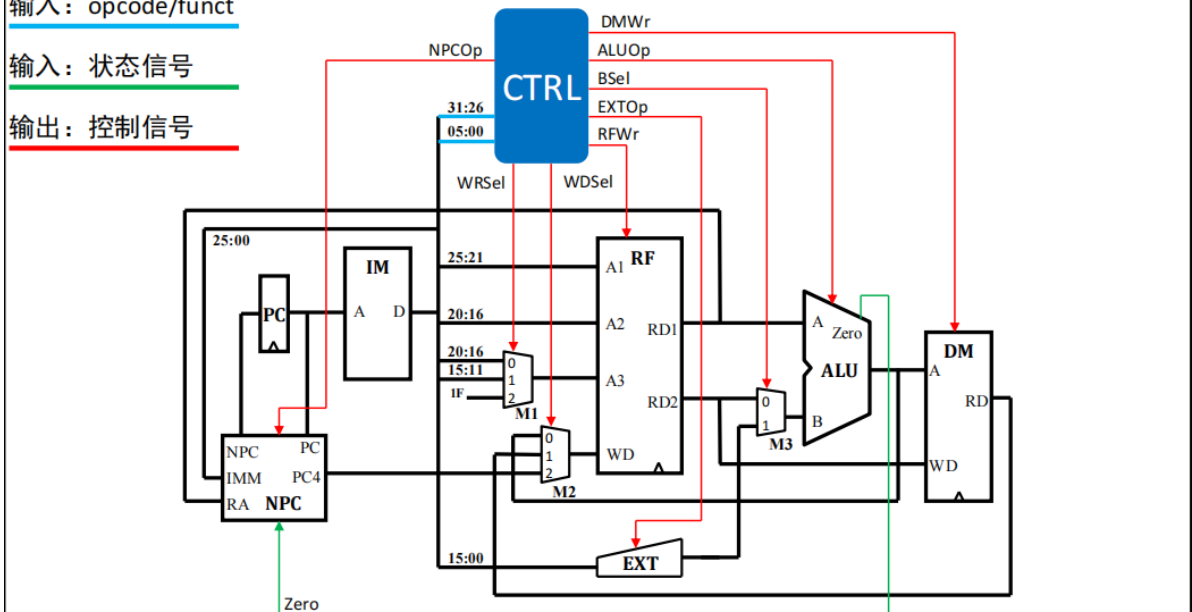 输入：opcode/funct
输入：状态信号
输出：控制信号
CTRL
NPCOp
DMWr
ALUOp
BSel
EXTOp
RFWr
31:26
05:00
WRSel
WDSel
25:00
PC
IM
A
D
25:21
20:16
20:16
15:11
1F
0
1
2
M1
0
1
2
M2
RF
A1
A2
A3
WD
RD1
RD2
0
1
M3
A
Zero
ALU
B
DM
A
RD
WD
NPC
PC
IMM
PC4
RA
NPC
15:00
EXT
Zero